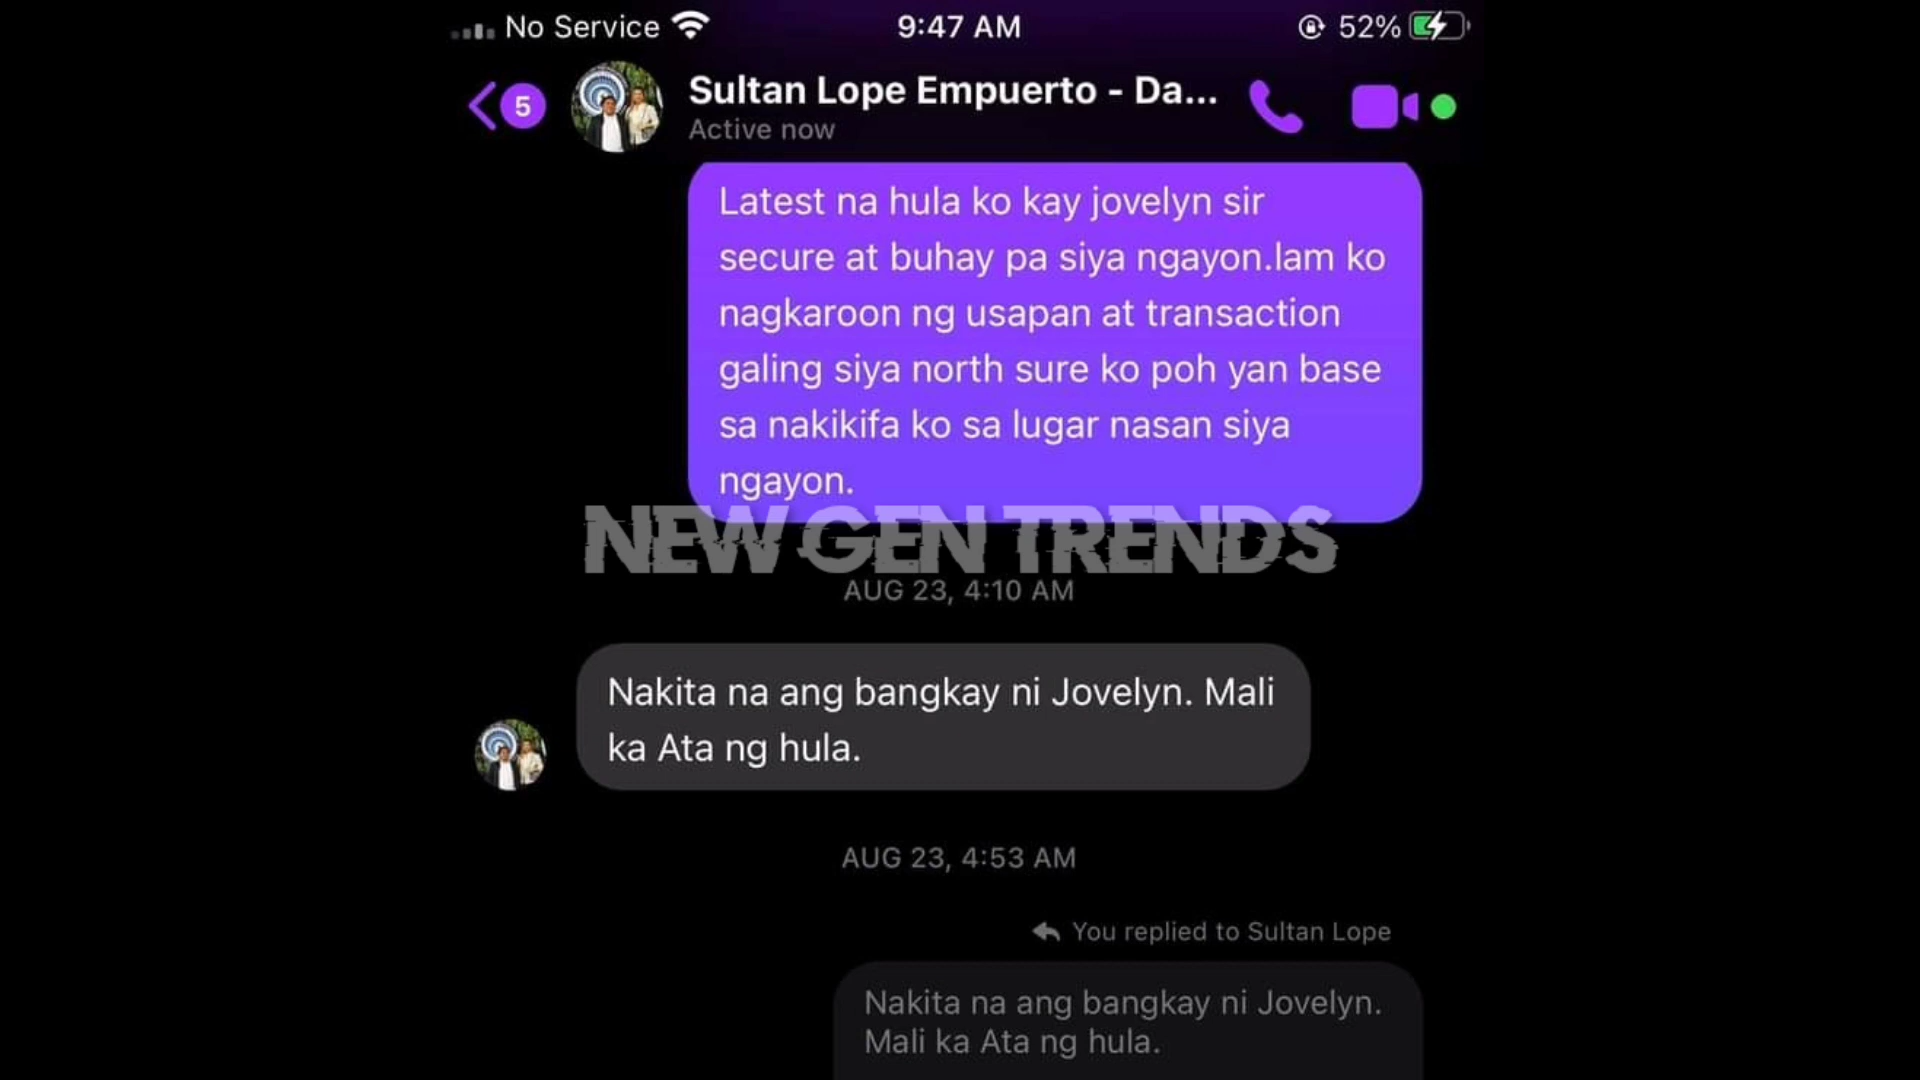 No Service 9:47 AM 52%
5 Sultan Lope Empuerto - Da...
Active now
Latest na hula ko kay jovelyn sir
secure at buhay pa siya ngayon.lam ko
nagkaroon ng usapan at transaction
galing siya north sure ko poh yan base
sa nakikifa ko sa lugar nasan siya
ngayon.
NEW GEN TRENDS
AUG 23, 4:10 AM
Nakita na ang bangkay ni Jovelyn. Mali
ka Ata ng hula.
AUG 23, 4:53 AM
You replied to Sultan Lope
Nakita na ang bangkay ni Jovelyn.
Mali ka Ata ng hula.